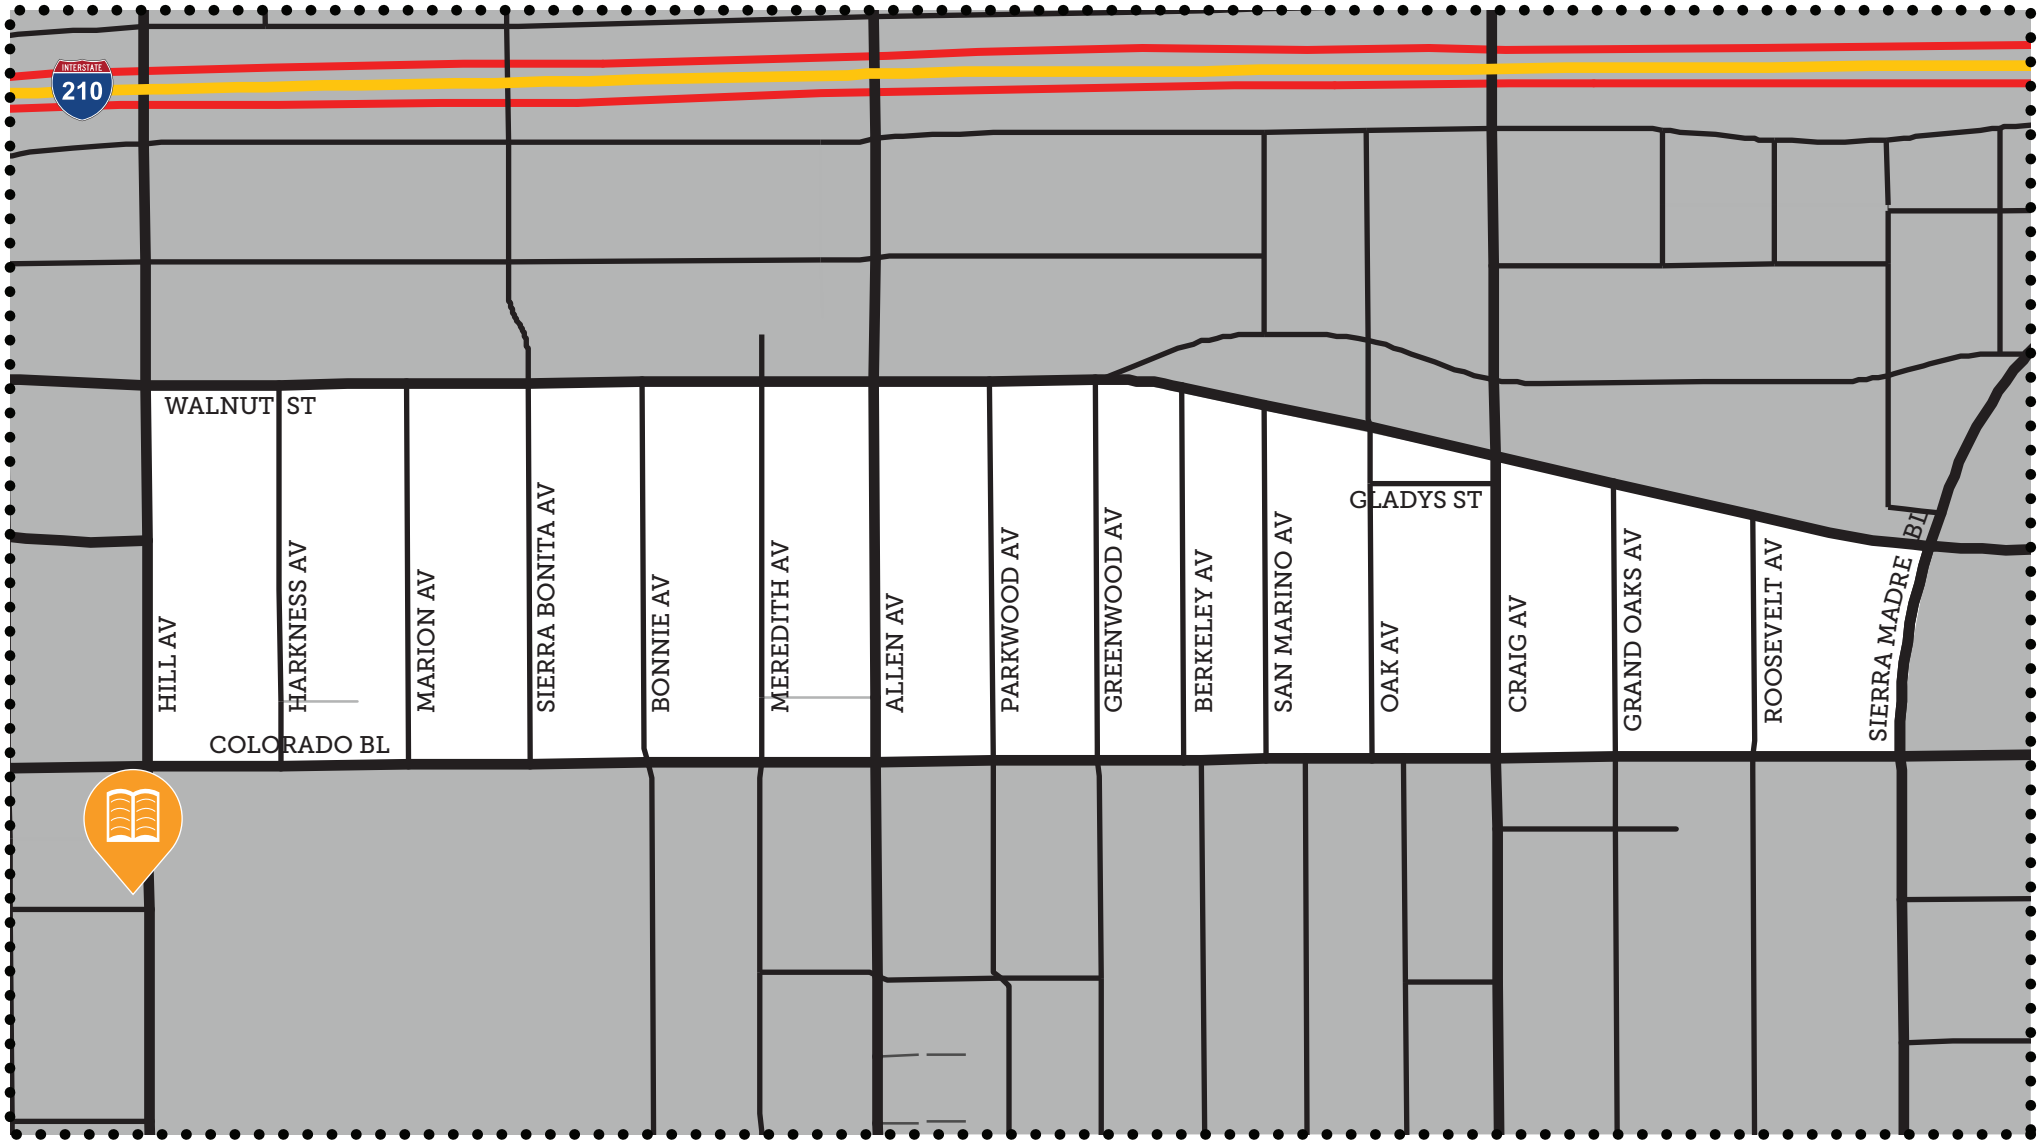 INTERSTATE
210
WALNUT ST
GLADYS ST
HILL AV
HARKNESS AV
MARION AV
SIERRA BONITA AV
BONNIE AV
MEREDITH AV
ALLEN AV
PARKWOOD AV
GREENWOOD AV
BERKELEY AV
SAN MARINO AV
OAK AV
CRAIG AV
GRAND OAKS AV
ROOSEVELT AV
SIERRA MADRE BL
COLORADO BL